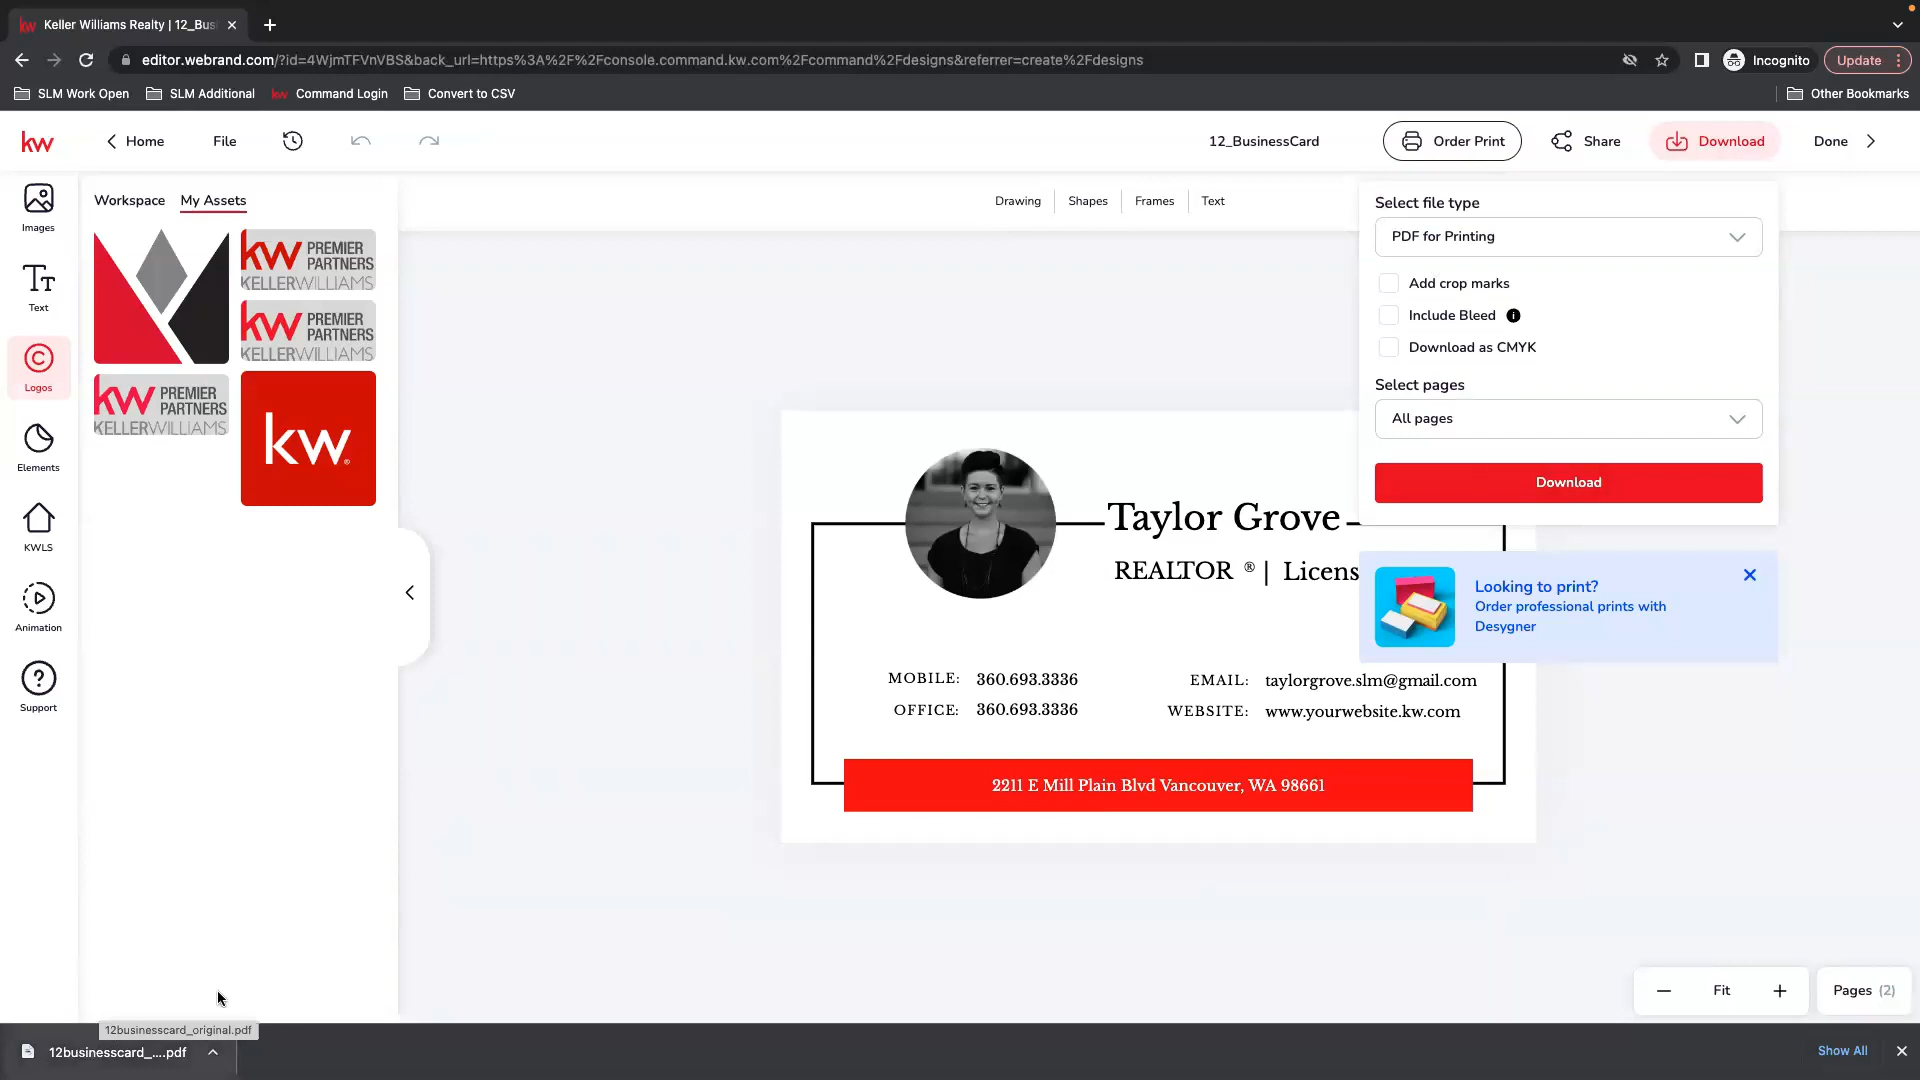 Keller Williams Realty | 12_Bus
editor.webrand.com/?id=4WjmTFVnVBS&back_url=https%3A%2F%2Fconsole.command.kw.com%2Fcommand%2Fdesigns&referrer=create%2Fdesigns
Incognito
Update
SLM Work Open
SLM Additional
kw Command Login
Convert to CSV
Other Bookmarks
kw
Home
File
12_BusinessCard
Order Print
Share
Download
Done
Images
Text
Logos
Elements
KWLS
Animation
Support
Workspace
My Assets
kw PREMIER PARTNERS
KELLERWILLIAMS
kw PREMIER PARTNERS
KELLERWILLIAMS
kw PREMIER PARTNERS
KELLERWILLIAMS
kw®
Drawing
Shapes
Frames
Text
Select file type
PDF for Printing
Add crop marks
Include Bleed
Download as CMYK
Select pages
All pages
Download
Looking to print?
Order professional prints with
Desygner
Taylor Grove
REALTOR ® | Licens
MOBILE: 360.693.3336
OFFICE: 360.693.3336
EMAIL: taylorgrove.slm@gmail.com
WEBSITE: www.yourwebsite.kw.com
2211 E Mill Plain Blvd Vancouver, WA 98661
Fit
Pages (2)
12businesscard_original.pdf
12businesscard_....pdf
Show All